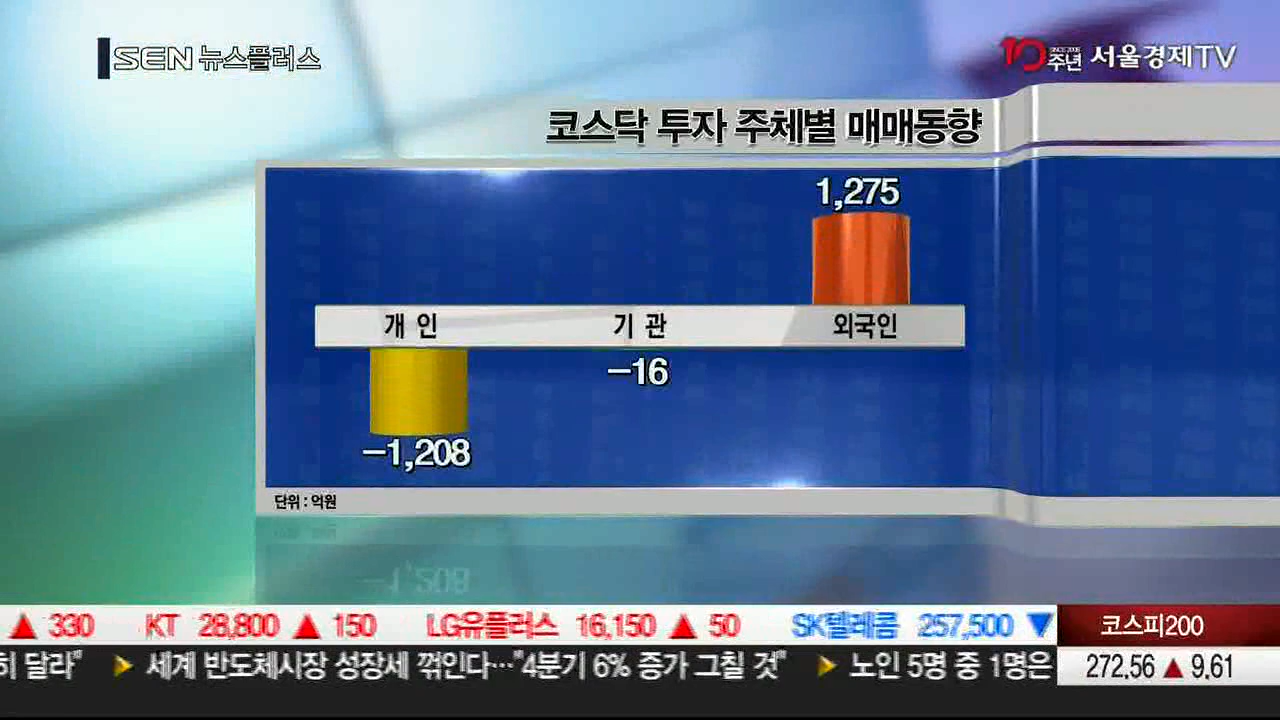 SEN 뉴스플러스
10주년 SINCE 2008 서울경제TV
코스닥 투자 주체별 매매동향
1,275
개 인 기 관 외국인
-16
-1,208
단위 : 억원
▲ 330 KT 28,800 ▲ 150 LG유플러스 16,150 ▲ 50 SK텔레콤 257,500 ▼
코스피200
히 달라" ▶ 세계 반도체시장 성장세 꺾인다…"4분기 6% 증가 그칠 것" ▶ 노인 5명 중 1명은
272.56 ▲ 9.61